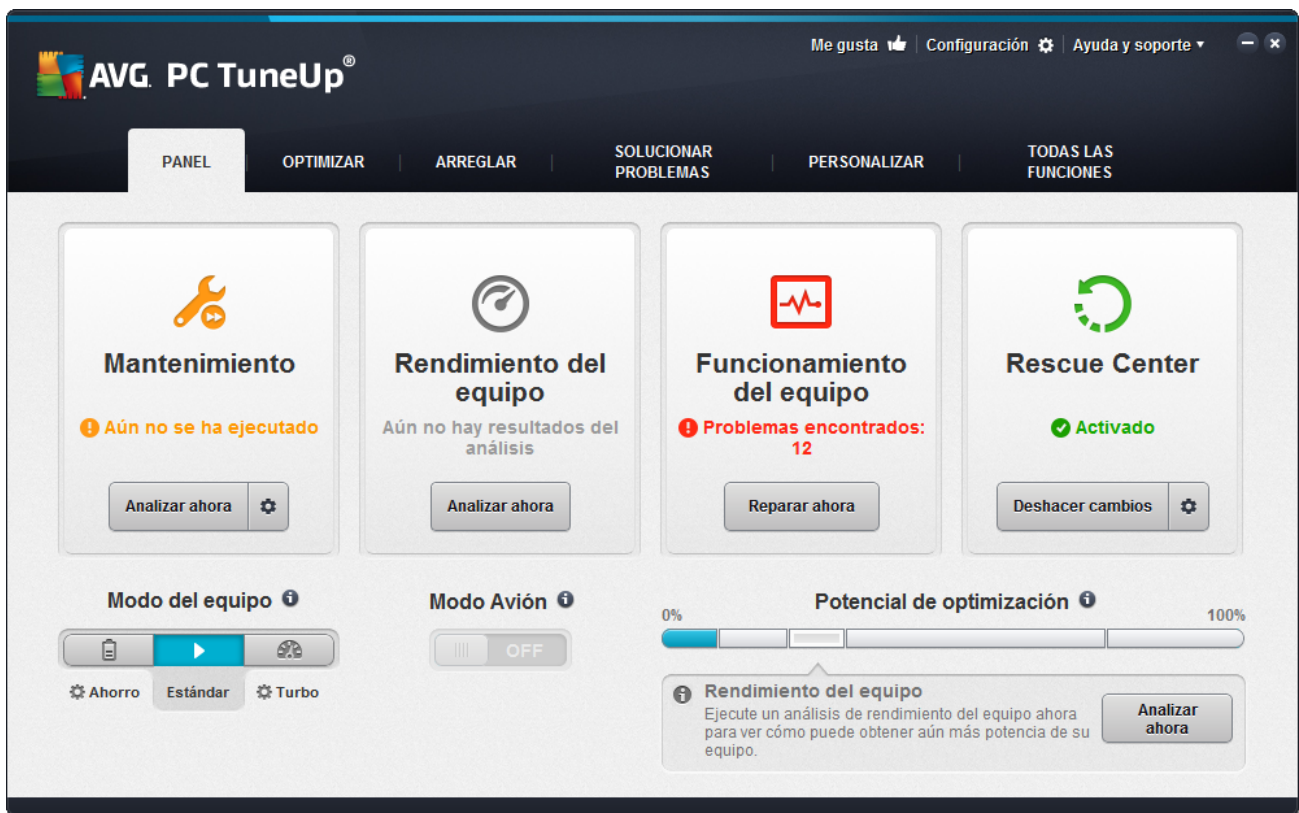 Me gusta Configuración Ayuda y soporte
AVG. PC TuneUp®
PANEL
OPTIMIZAR
ARREGLAR
SOLUCIONAR
PROBLEMAS
PERSONALIZAR
TODAS LAS
FUNCIONES
Mantenimiento
Aún no se ha ejecutado
Analizar ahora
Rendimiento del
equipo
Aún no hay resultados del
análisis
Analizar ahora
Funcionamiento
del equipo
Problemas encontrados:
12
Reparar ahora
Rescue Center
Activado
Deshacer cambios
Modo del equipo
Ahorro
Estándar
Turbo
Modo Avión
OFF
Potencial de optimización
0%
100%
Rendimiento del equipo
Ejecute un análisis de rendimiento del equipo ahora
para ver cómo puede obtener aún más potencia de su
equipo.
Analizar
ahora